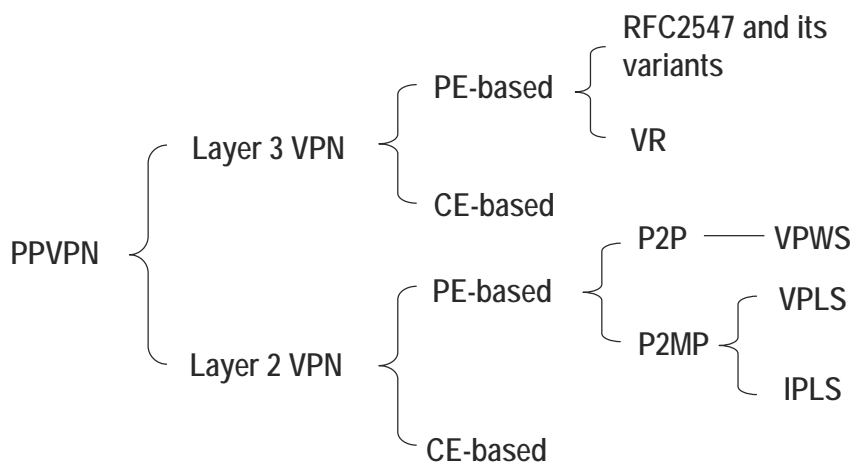 RFC2547 and its
variants
PE-based
Layer 3 VPN
VR
CE-based
P2P
VPWS
PPVPN
PE-based
VPLS
P2MP
Layer 2 VPN
IPLS
CE-based